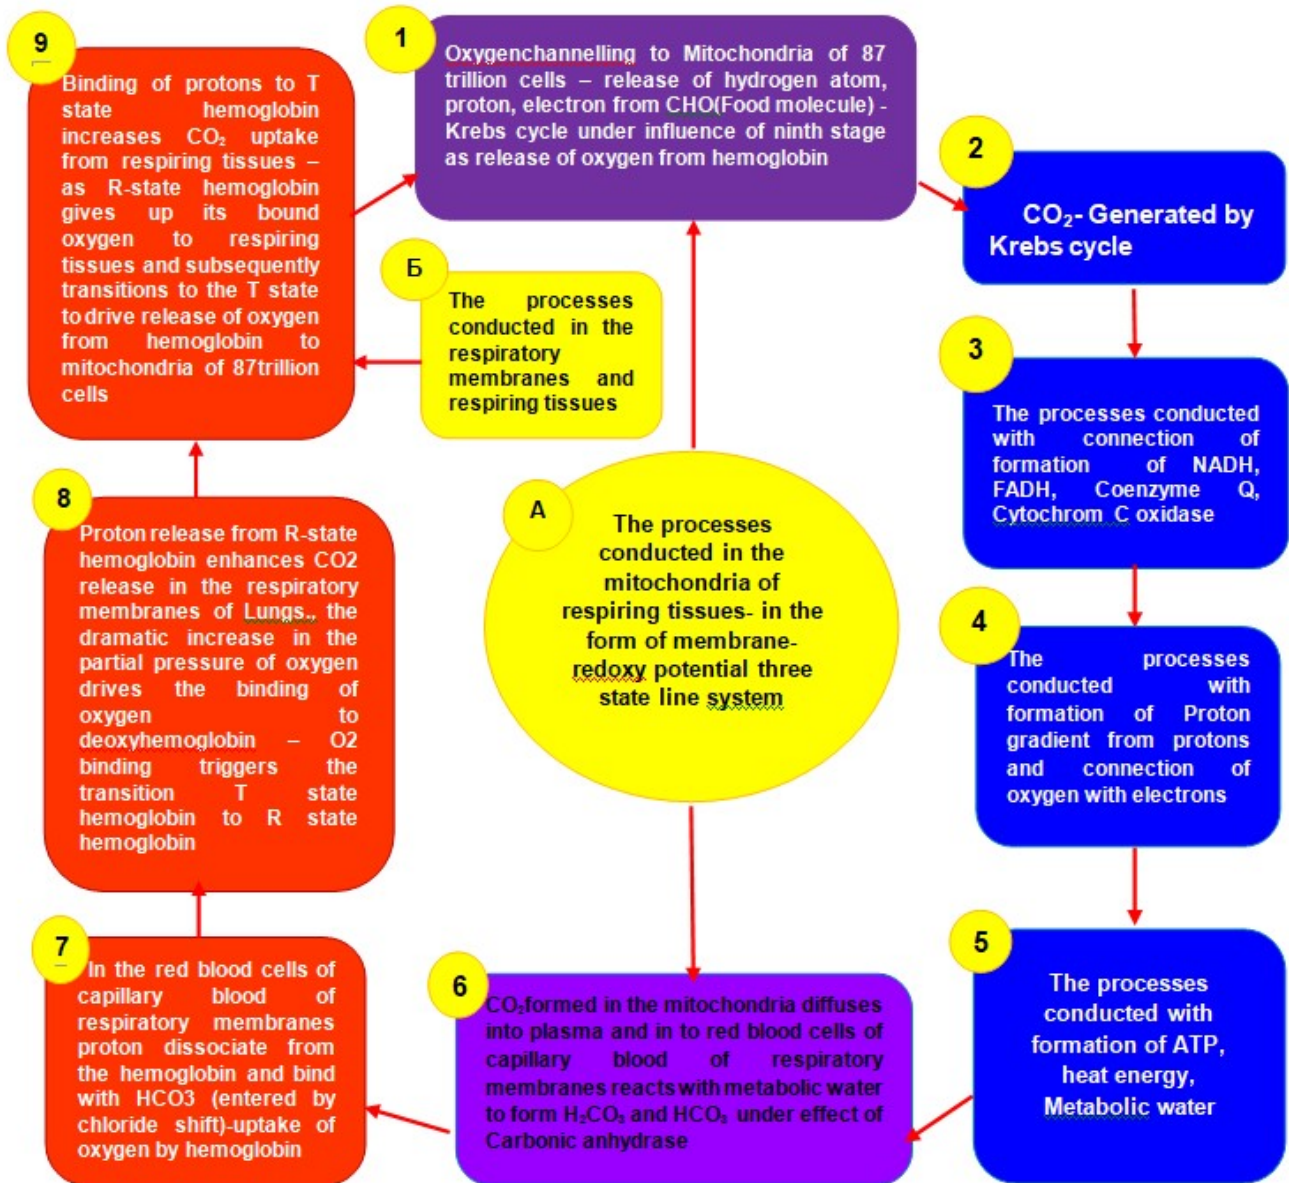 1
Oxygenchannelling to Mitochondria of 87
trillion cells – release of hydrogen atom,
proton, electron from CHO(Food molecule) -
Krebs cycle under influence of ninth stage
as release of oxygen from hemoglobin
2
CO₂- Generated by
Krebs cycle
3
The processes conducted
with connection of
formation of NADH,
FADH, Coenzyme Q,
Cytochrom C oxidase
4
The processes
conducted with
formation of Proton
gradient from protons
and connection of
oxygen with electrons
5
The processes
conducted with
formation of ATP,
heat energy,
Metabolic water
6
CO₂formed in the mitochondria diffuses
into plasma and in to red blood cells of
capillary blood of respiratory
membranes reacts with metabolic water
to form H₂CO₃ and HCO₃ under effect of
Carbonic anhydrase
7
In the red blood cells of
capillary blood of
respiratory membranes
proton dissociate from
the hemoglobin and bind
with HCO3 (entered by
chloride shift)-uptake of
oxygen by hemoglobin
8
Proton release from R-state
hemoglobin enhances CO2
release in the respiratory
membranes of Lungs., the
dramatic increase in the
partial pressure of oxygen
drives the binding of
oxygen to
deoxyhemoglobin – O2
binding triggers the
transition T state
hemoglobin to R state
hemoglobin
9
Binding of protons to T
state hemoglobin
increases CO₂ uptake
from respiring tissues –
as R-state hemoglobin
gives up its bound
oxygen to respiring
tissues and subsequently
transitions to the T state
to drive release of oxygen
from hemoglobin to
mitochondria of 87trillion
cells
Б
The processes
conducted in the
respiratory
membranes and
respiring tissues
A
The processes
conducted in the
mitochondria of
respiring tissues- in the
form of membrane-
redoxy potential three
state line system